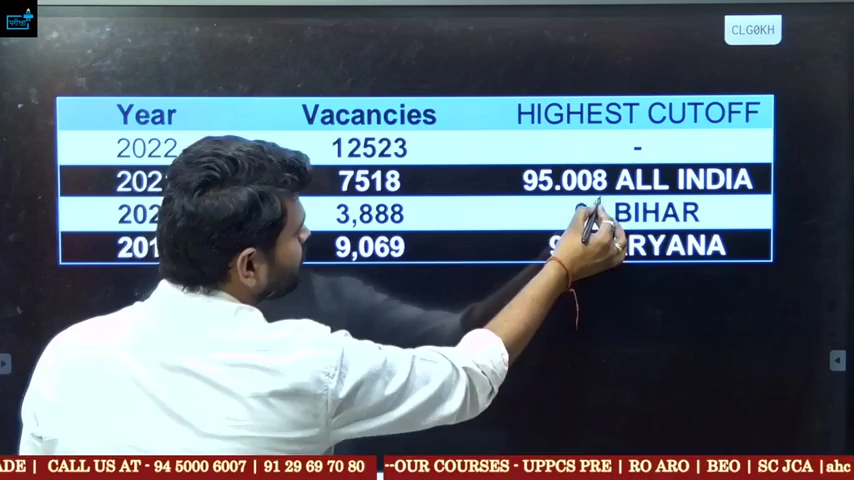 परीक्षा
CLG0KH
Year Vacancies HIGHEST CUTOFF
2022- 12523 -
7518 95.008 ALL INDIA
3,888 BIHAR
9,069
ADE | CALL US AT - 94 5000 6007 | 91 29 69 70 80 --OUR COURSES - UPPCS PRE | RO ARO | BEO | SC JCA | ahc